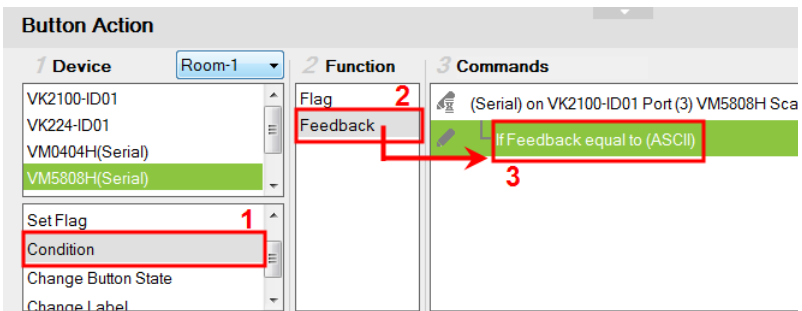 Button Action
1 Device
Room-1
2 Function
3 Commands
VK2100-ID01
VK224-ID01
VM0404H(Serial)
VM5808H(Serial)
Set Flag
1
Condition
Change Button State
Change Label
Flag
2
Feedback
(Serial) on VK2100-ID01 Port (3) VM5808H Sca
If Feedback equal to (ASCII)
3